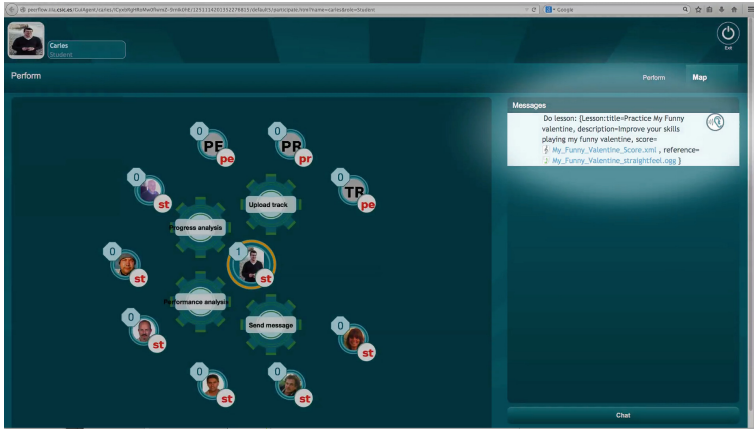 Google
Carles
Student
Exit
Perform
Perform
Map
Messages
Do lesson: {Lesson:title=Practice My Funny
valentine, description=Improve your skills
playing my funny valentine, score=
My_Funny_Valentine_Score.xml , reference=
My_Funny_Valentine_straightfeel.ogg }
0
PE
pe
0
PR
pr
0
st
0
TR
pe
Upload track
Progress analysis
0
st
1
st
Performance analysis
Send message
0
st
0
st
0
st
0
st
Chat